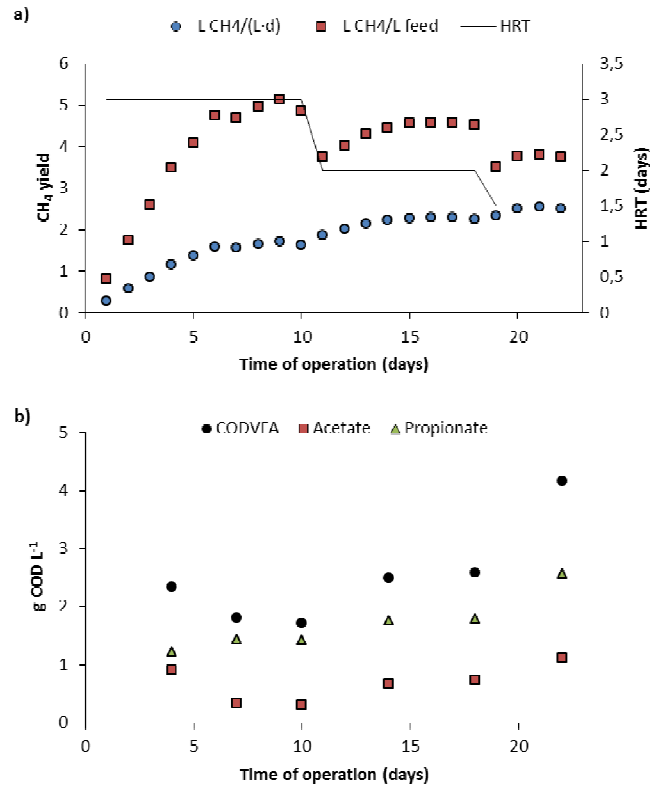 a)
L CH4/(L·d) L CH4/L feed HRT
6 3,5
5 3
4 2,5
3 2
2 1,5
1 1
0 0,5
0
CH4 yield
HRT (days)
0 5 10 15 20
Time of operation (days)
b)
CODVFA Acetate Propionate
5
4
3
2
1
0
g COD L-1
0 5 10 15 20
Time of operation (days)